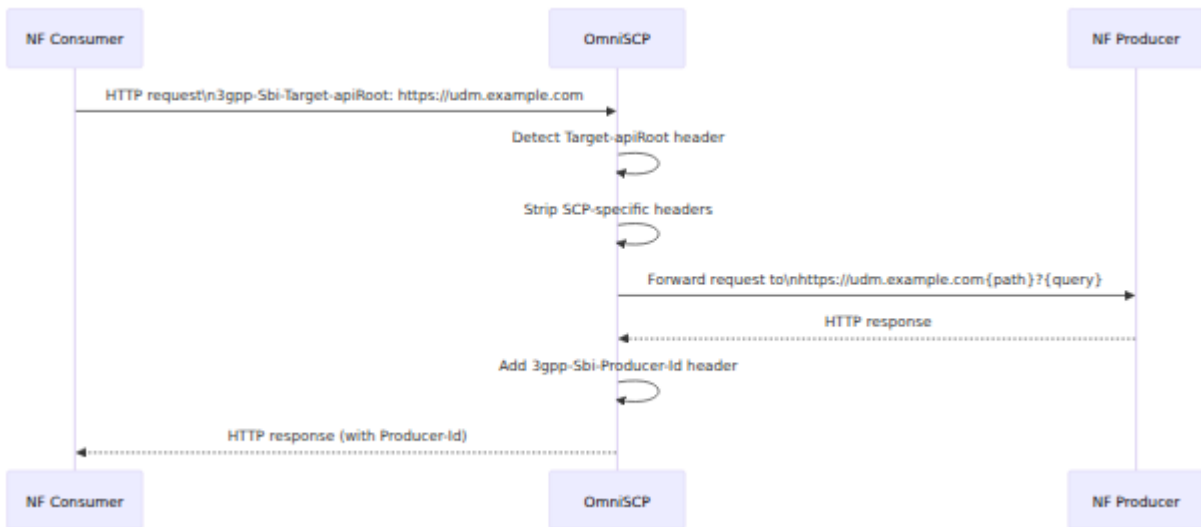 NF Consumer
OmniSCP
NF Producer
HTTP request\n3gpp-Sbi-Target-apiRoot: https://udm.example.com
Detect Target-apiRoot header
Strip SCP-specific headers
Forward request to\nhttps://udm.example.com{path}?{query}
HTTP response
Add 3gpp-Sbi-Producer-Id header
HTTP response (with Producer-Id)
NF Consumer
OmniSCP
NF Producer